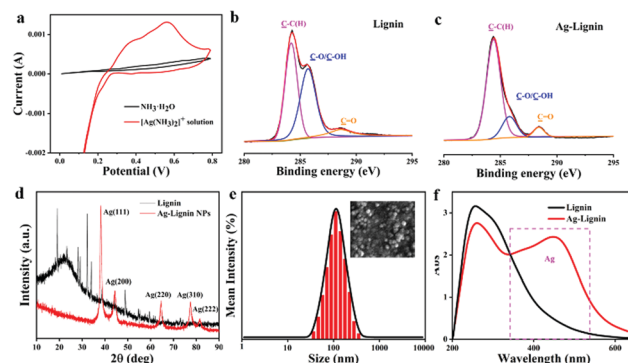 a
0.001
0.000
-0.001
-0.002
Current (A)
NH3·H2O
[Ag(NH3)2]+ solution
0.0 0.2 0.4 0.6 0.8
Potential (V)
b
Lignin
C-C(H)
C-O/C-OH
C=O
280 285 290 295
Binding energy (eV)
c
Ag-Lignin
C-C(H)
C-O/C-OH
C=O
280 285 290 295
Binding energy (eV)
d
Lignin
Ag-Lignin NPs
Ag(111)
Ag(200)
Ag(220)
Ag(310)
Ag(222)
Intensity (a.u.)
10 20 30 40 50 60 70 80 90
2θ (deg)
e
Mean Intensity (%)
1 10 100 1000 10000
Size (nm)
f
Lignin
Ag-Lignin
Ag
3
2
1
0
Abs
200 400 600
Wavelength (nm)